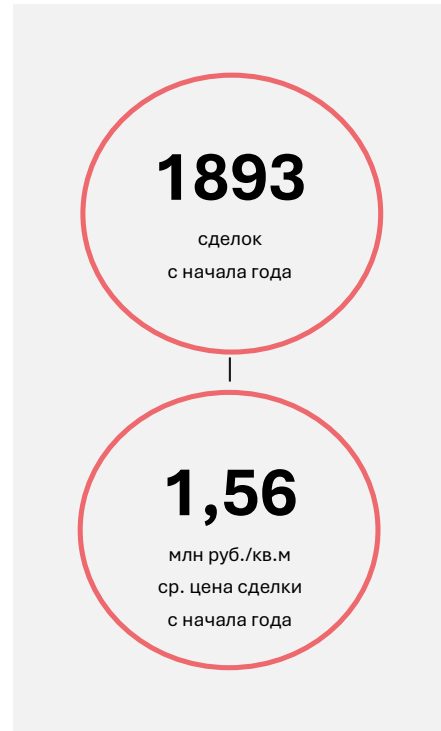 1893
сделок
с начала года
1,56
млн руб./кв.м
ср. цена сделки
с начала года